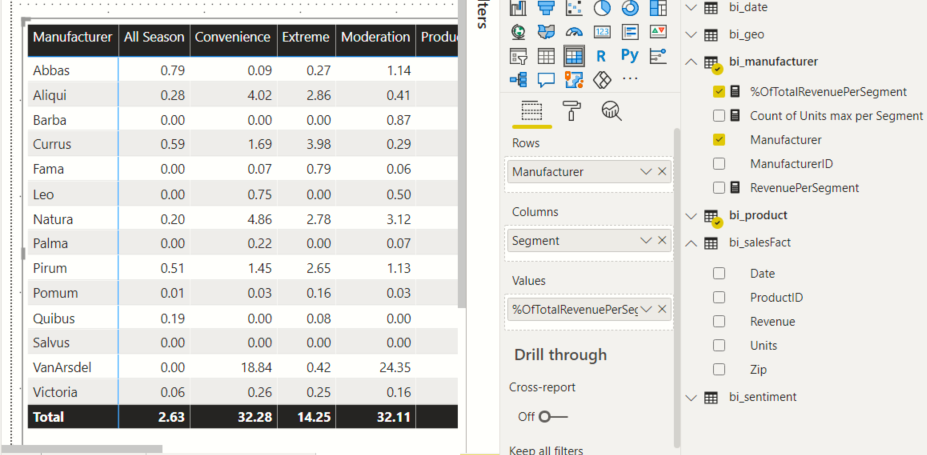 Manufacturer All Season Convenience Extreme Moderation Produc
Abbas 0.79 0.09 0.27 1.14
Aliqui 0.28 4.02 2.86 0.41
Barba 0.00 0.00 0.00 0.87
Currus 0.59 1.69 3.98 0.29
Fama 0.00 0.07 0.79 0.06
Leo 0.00 0.75 0.00 0.50
Natura 0.20 4.86 2.78 3.12
Palma 0.00 0.22 0.00 0.07
Pirum 0.51 1.45 2.65 1.13
Pomum 0.01 0.03 0.16 0.03
Quibus 0.19 0.00 0.08 0.00
Salvus 0.00 0.00 0.00 0.00
VanArsdel 0.00 18.84 0.42 24.35
Victoria 0.06 0.26 0.25 0.16
Total 2.63 32.28 14.25 32.11
lters
123
R Py
...
Rows
Manufacturer
Columns
Segment
Values
%OfTotalRevenuePerSeg
Drill through
Cross-report
Off
Keep all filters
bi_date
bi_geo
bi_manufacturer
%OfTotalRevenuePerSegment
Count of Units max per Segment
Manufacturer
ManufacturerID
RevenuePerSegment
bi_product
bi_salesFact
Date
ProductID
Revenue
Units
Zip
bi_sentiment